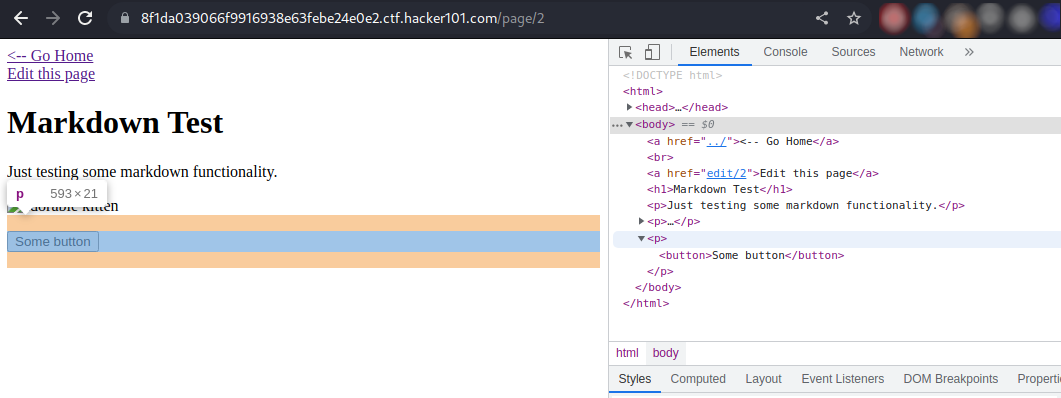 8f1da039066f9916938e63febe24e0e2.ctf.hacker101.com/page/2
<-- Go Home
Edit this page
Markdown Test
Just testing some markdown functionality.
p 593×21
kitten
Some button
Elements Console Sources Network »
<!DOCTYPE html>
<html>
<head>…</head>
<body> == $0
<a href="../"><-- Go Home</a>
<br>
<a href="edit/2">Edit this page</a>
<h1>Markdown Test</h1>
<p>Just testing some markdown functionality.</p>
<p>…</p>
<p>
<button>Some button</button>
</p>
</body>
</html>
html body
Styles Computed Layout Event Listeners DOM Breakpoints